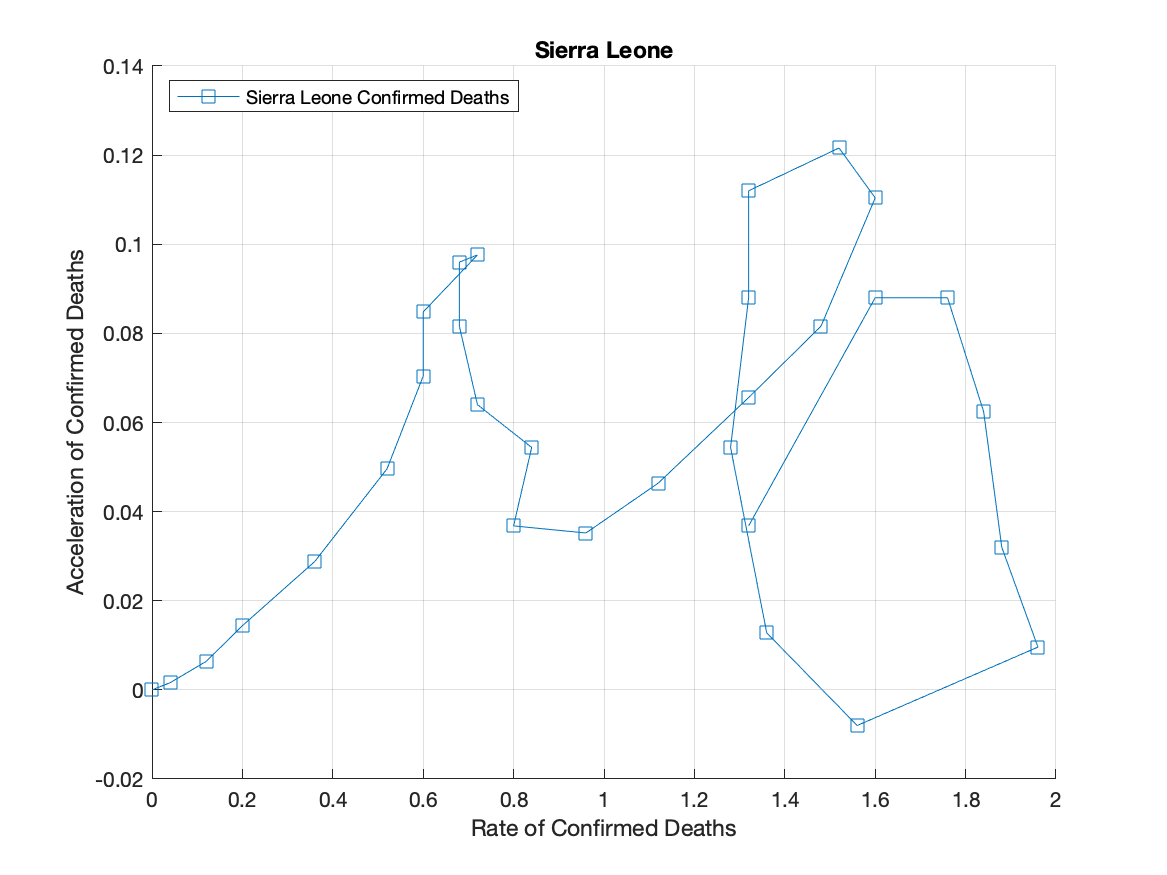 Sierra Leone
Sierra Leone Confirmed Deaths
Acceleration of Confirmed Deaths
0.14
0.12
0.1
0.08
0.06
0.04
0.02
0
-0.02
0 0.2 0.4 0.6 0.8 1 1.2 1.4 1.6 1.8 2
Rate of Confirmed Deaths